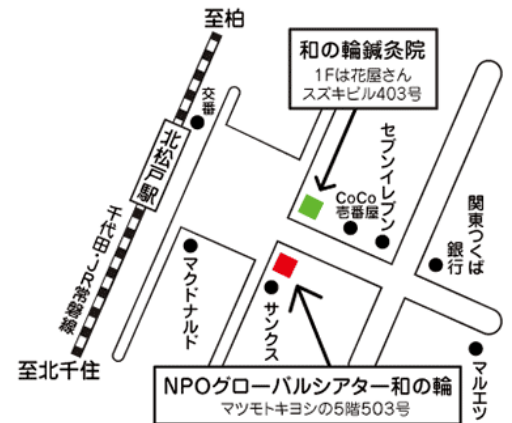 至柏
和の輪鍼灸院
1Fは花屋さん
スズキビル403号
交番
北松戸駅
セブンイレブン
CoCo
壱番屋
関東つくば
銀行
千代田・JR常磐線
マクドナルド
サンクス
至北千住
マルエツ
NPOグローバルシアター和の輪
マツモトキヨシの5階503号